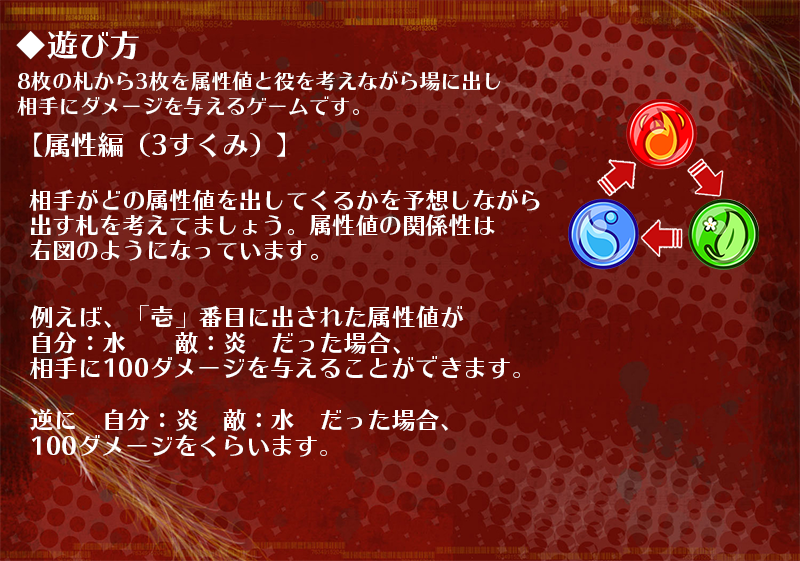 ◆遊び方
8枚の札から3枚を属性値と役を考えながら場に出し
相手にダメージを与えるゲームです。
【属性編（3すくみ）】
相手がどの属性値を出してくるかを予想しながら
出す札を考えてましょう。属性値の関係性は
右図のようになっています。
例えば、「壱」番目に出された属性値が
自分：水　　敵：炎　だった場合、
相手に100ダメージを与えることができます。
逆に　自分：炎　敵：水　だった場合、
100ダメージをくらいます。